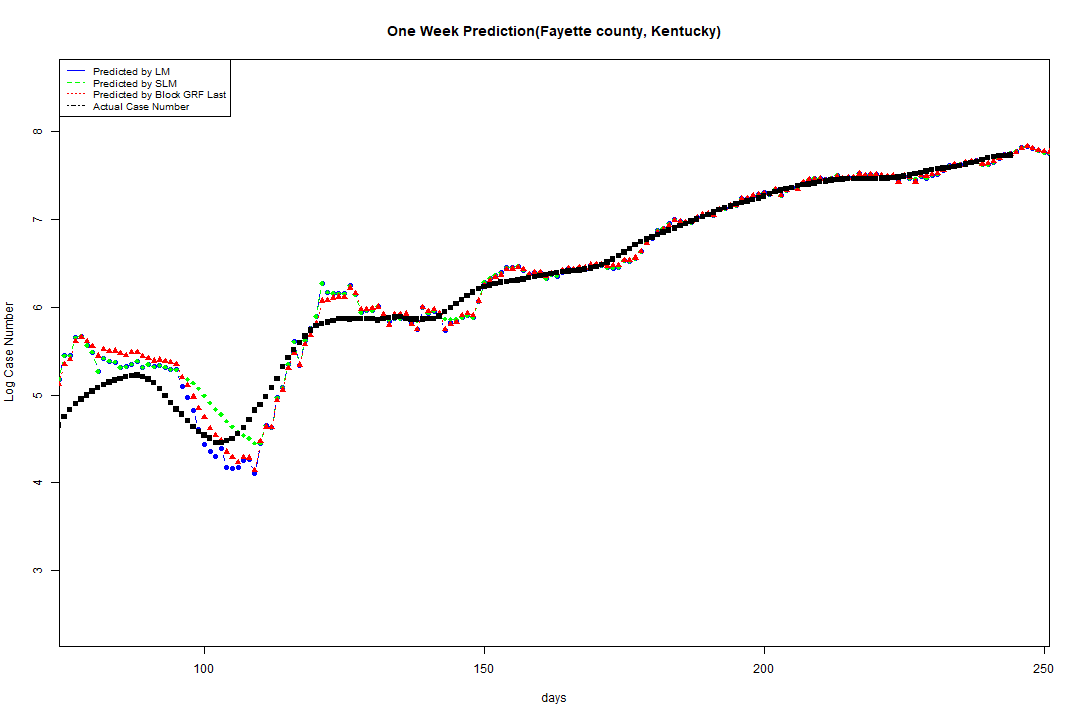 One Week Prediction(Fayette county, Kentucky)
Predicted by LM
Predicted by SLM
Predicted by Block GRF Last
Actual Case Number
8
7
6
5
4
3
Log Case Number
100 150 200 250
days